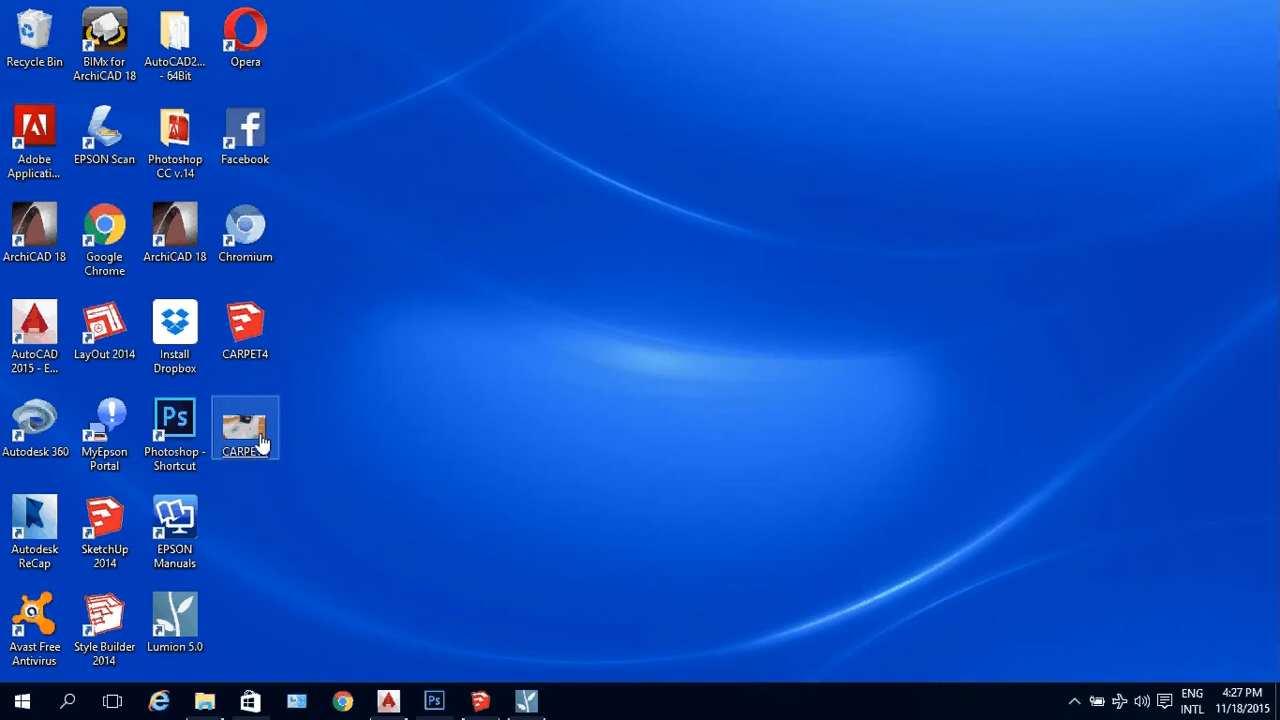 Recycle Bin
BIMx for
ArchiCAD 18
AutoCAD2...
- 64Bit
Opera
Adobe
Applicati...
EPSON Scan
Photoshop
CC v.14
Facebook
ArchiCAD 18
Google
Chrome
ArchiCAD 18
Chromium
AutoCAD
2015 - E...
LayOut 2014
Install
Dropbox
CARPET4
Autodesk 360
MyEpson
Portal
Ps
Photoshop -
Shortcut
Autodesk
ReCap
SketchUp
2014
EPSON
Manuals
Avast Free
Antivirus
Style Builder
2014
Lumion 5.0
Ps
ENG
INTL
4:27 PM
11/18/2015